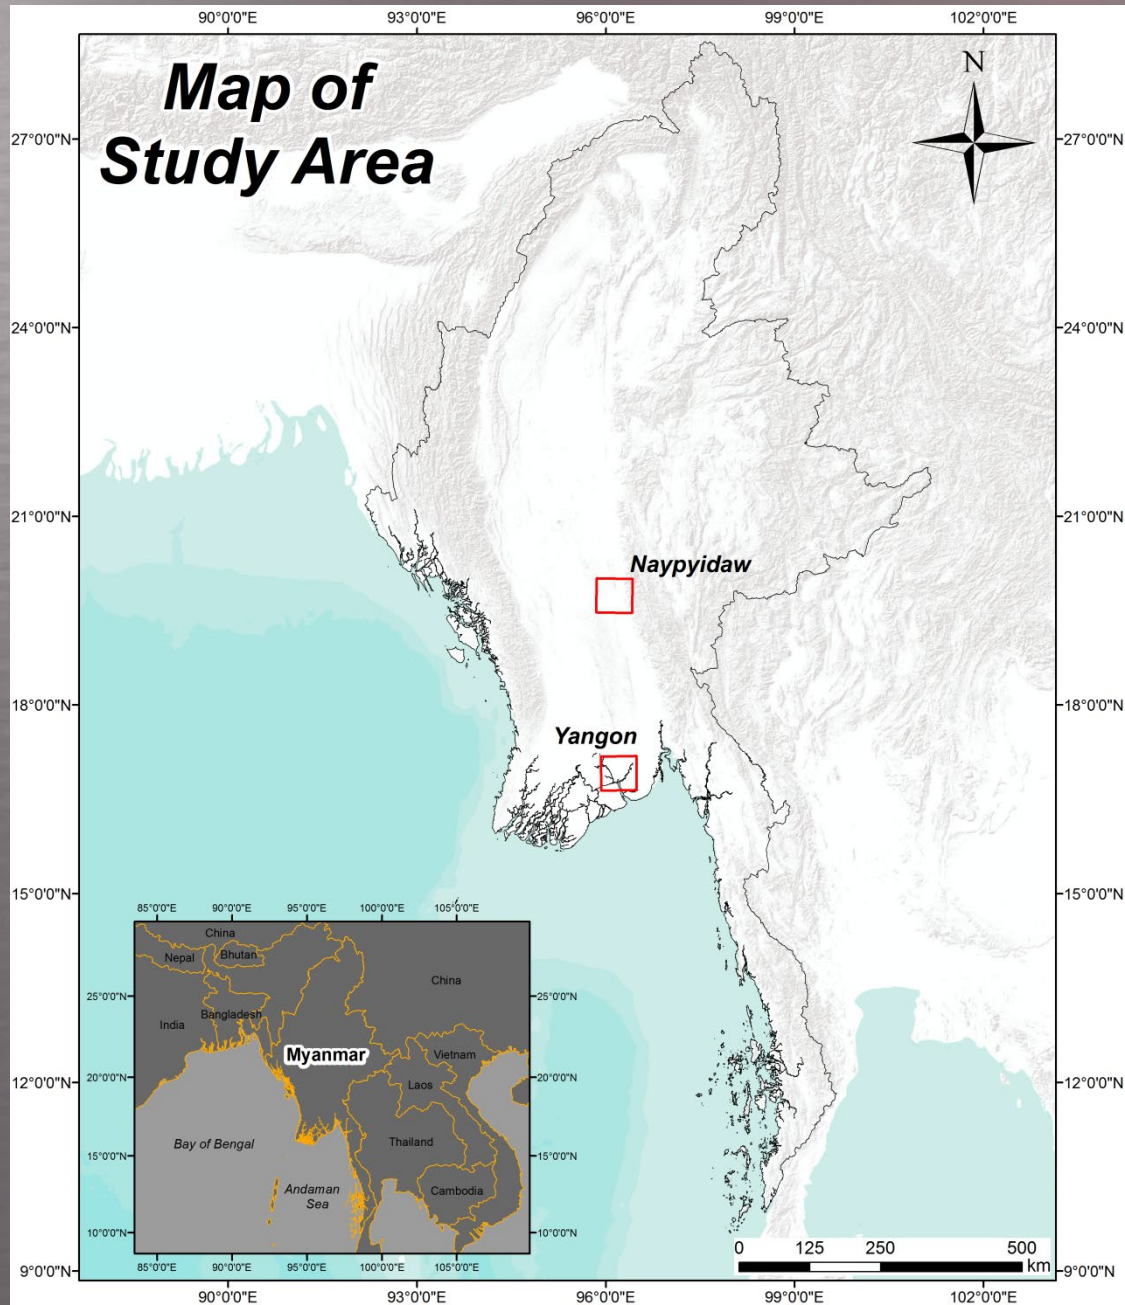 90°0'0"E 93°0'0"E 96°0'0"E 99°0'0"E 102°0'0"E
Map of
Study Area
N
27°0'0"N 27°0'0"N
24°0'0"N 24°0'0"N
21°0'0"N 21°0'0"N
Naypyidaw
18°0'0"N 18°0'0"N
Yangon
15°0'0"N 15°0'0"N
85°0'0"E 90°0'0"E 95°0'0"E 100°0'0"E 105°0'0"E
China
Nepal Bhutan
China
25°0'0"N 25°0'0"N
Bangladesh
India
Myanmar
Vietnam
20°0'0"N 20°0'0"N
Laos
Bay of Bengal
Thailand
15°0'0"N 15°0'0"N
Andaman
Sea
Cambodia
10°0'0"N 10°0'0"N
85°0'0"E 90°0'0"E 95°0'0"E 100°0'0"E 105°0'0"E
12°0'0"N 12°0'0"N
0 125 250 500
km
9°0'0"N 9°0'0"N
90°0'0"E 93°0'0"E 96°0'0"E 99°0'0"E 102°0'0"E